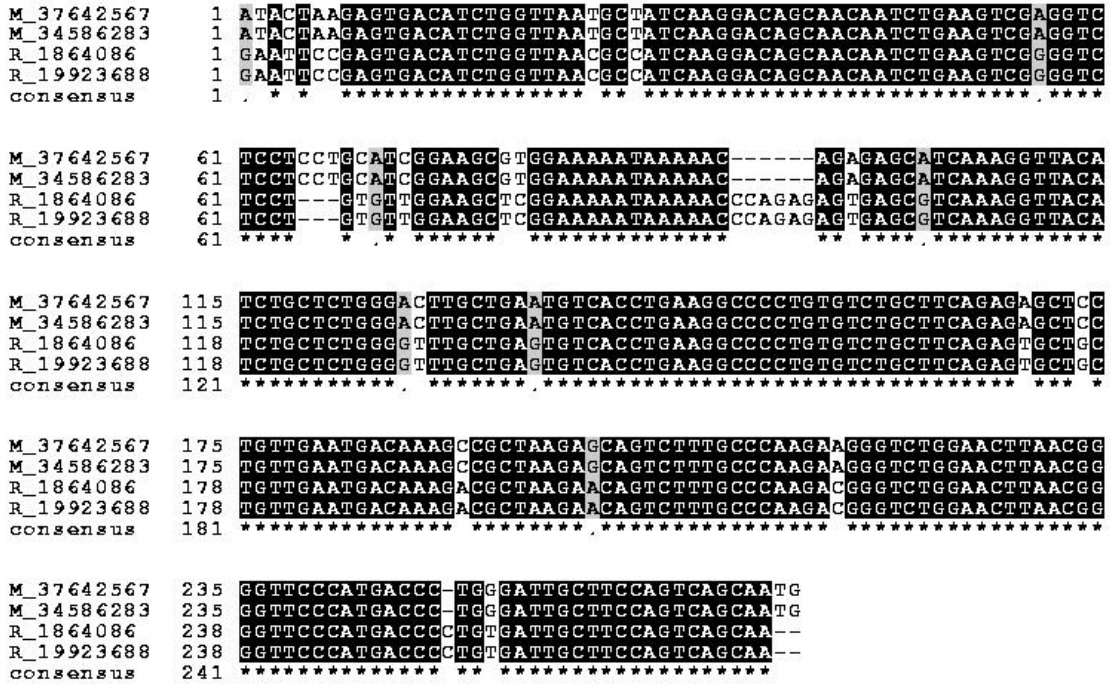 M_37642567 1 ATACTAAGAGTGACATCTGGTTAATGCTATCAAGGACAGCAACAATCTGAAGTCGAGGTC
M_34586283 1 ATACTAAGAGTGACATCTGGTTAATGCTATCAAGGACAGCAACAATCTGAAGTCGAGGTC
R_1864086 1 GAATTCCGAGTGACATCTGGTTAACGCCATCAAGGACAGCAACAATCTGAAGTCGGGGTC
R_19923688 1 GAATTCCGAGTGACATCTGGTTAACGCCATCAAGGACAGCAACAATCTGAAGTCGGGGTC
consensus 1 . * *  ***************** ** ***************************.****
M_37642567 61 TCCTCCTGCATCGGAAGCGTGGAAAAATAAAAAC------AGAGAGCATCAAAGGTTACA
M_34586283 61 TCCTCCTGCATCGGAAGCGTGGAAAAATAAAAAC------AGAGAGCATCAAAGGTTACA
R_1864086 61 TCCT---GTGTTGGAAGCTCGGAAAAATAAAAACCCAGAGAGTGAGCGTCAAAGGTTACA
R_19923688 61 TCCT---GTGTTGGAAGCTCGGAAAAATAAAAACCCAGAGAGTGAGCGTCAAAGGTTACA
consensus 61 ****   * .* ******  **************      ** ****.************
M_37642567 115 TCTGCTCTGGGACTTGCTGAATGTCACCTGAAGGCCCCTGTGTCTGCTTCAGAGAGCTCC
M_34586283 115 TCTGCTCTGGGACTTGCTGAATGTCACCTGAAGGCCCCTGTGTCTGCTTCAGAGAGCTCC
R_1864086 118 TCTGCTCTGGGGTTTGCTGAGTGTCACCTGAAGGCCCCTGTGTCTGCTTCAGAGTGCTGC
R_19923688 118 TCTGCTCTGGGGTTTGCTGAGTGTCACCTGAAGGCCCCTGTGTCTGCTTCAGAGTGCTGC
consensus 121 ***********. *******.********************************* *** *
M_37642567 175 TGTTGAATGACAAAGCCGCTAAGAGCAGTCTTTGCCCAAGAAGGGTCTGGAACTTAACGG
M_34586283 175 TGTTGAATGACAAAGCCGCTAAGAGCAGTCTTTGCCCAAGAAGGGTCTGGAACTTAACGG
R_1864086 178 TGTTGAATGACAAAGACGCTAAGAACAGTCTTTGCCCAAGACGGGTCTGGAACTTAACGG
R_19923688 178 TGTTGAATGACAAAGACGCTAAGAACAGTCTTTGCCCAAGACGGGTCTGGAACTTAACGG
consensus 181 *************** ********.**************** ******************
M_37642567 235 GGTTCCCATGACCC-TGGGATTGCTTCCAGTCAGCAATG
M_34586283 235 GGTTCCCATGACCC-TGGGATTGCTTCCAGTCAGCAATG
R_1864086 238 GGTTCCCATGACCCCTGTGATTGCTTCCAGTCAGCAA--
R_19923688 238 GGTTCCCATGACCCCTGTGATTGCTTCCAGTCAGCAA--
consensus 241 ************** ** *******************